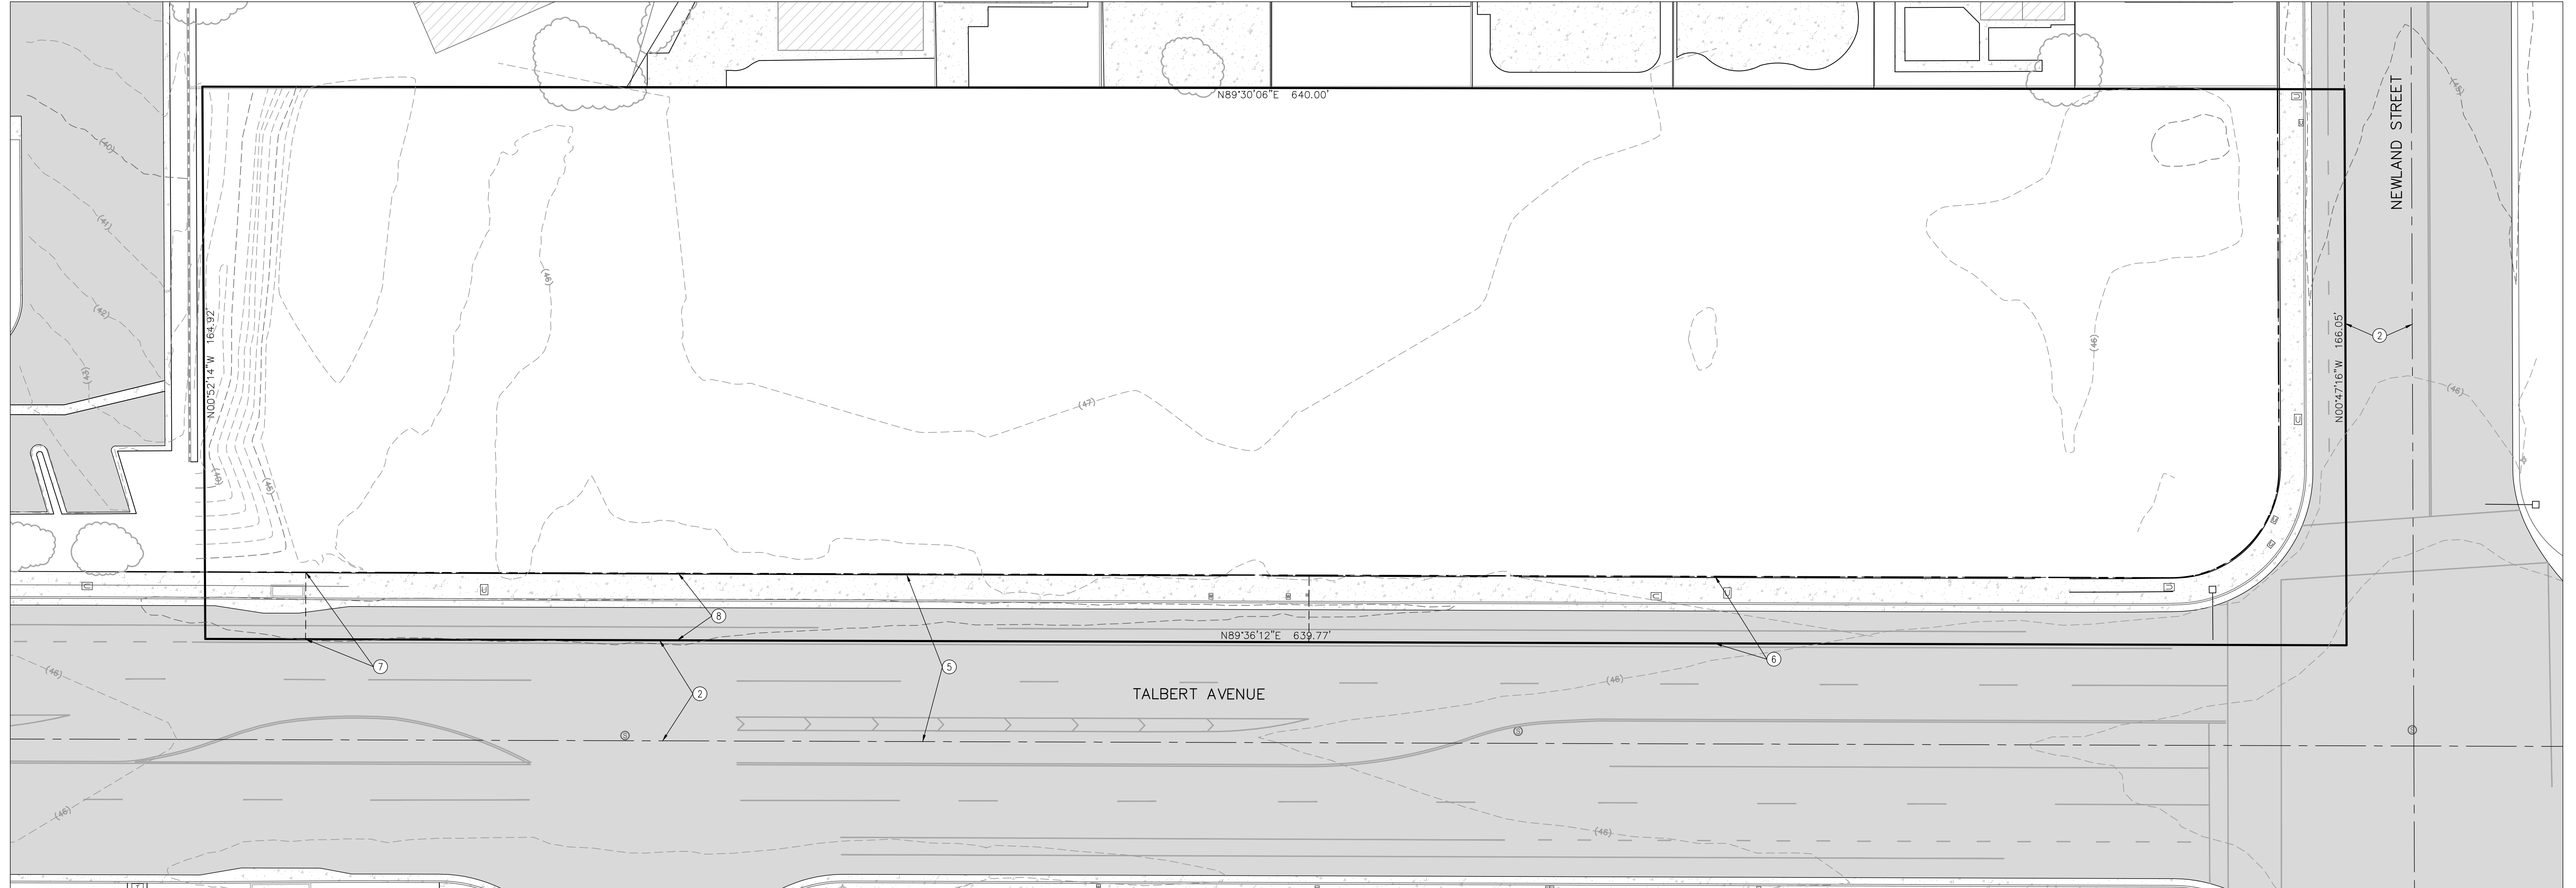 N89°30'06"E 640.00'
NEWLAND STREET
(45)
(40)
(41)
(42)
(43)
(46)
N00°52'14"W 164.92'
(47)
(46)
N00°47'16"W 166.05'
2
(46)
(40)
(45)
U
U
U
U
U
8
N89°36'12"E 639.77'
7
5
6
2
(46)
(46)
TALBERT AVENUE
S
S
S
(46)
(46)